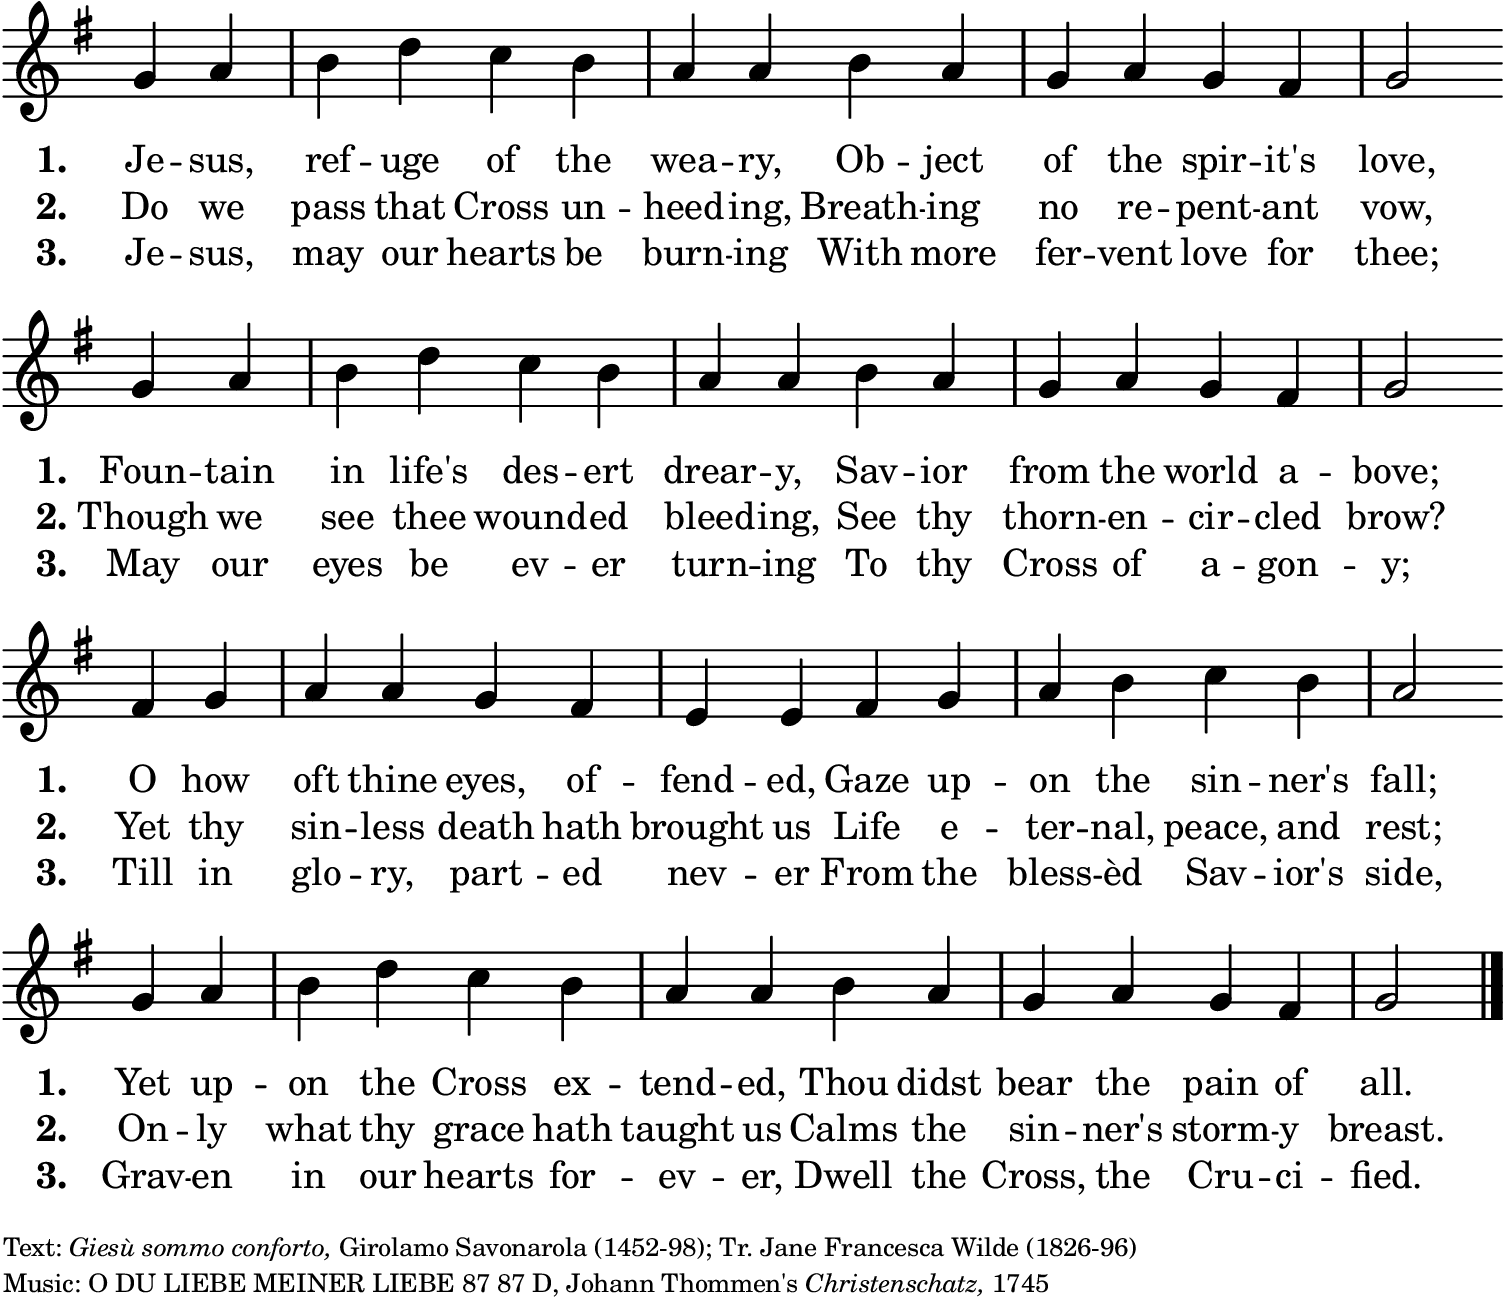 1. Je -- sus, ref -- uge of the wea -- ry, Ob -- ject of the spir -- it's love,
2. Do we pass that Cross un -- heed -- ing, Breath -- ing no re -- pent -- ant vow,
3. Je -- sus, may our hearts be burn -- ing With more fer -- vent love for thee;
1. Foun -- tain in life's des -- ert drear -- y, Sav -- ior from the world a -- bove;
2. Though we see thee wounded bleed -- ing, See thy thorn -- en -- cir -- cled brow?
3. May our eyes be ev -- er turn -- ing To thy Cross of a -- gon -- y;
1. O how oft thine eyes, of -- fend -- ed, Gaze up -- on the sin -- ner's fall;
2. Yet thy sin -- less death hath brought us Life e -- ter -- nal, peace, and rest;
3. Till in glo -- ry, part -- ed nev -- er From the bless -- èd Sav -- ior's side,
1. Yet up -- on the Cross ex -- tend -- ed, Thou didst bear the pain of all.
2. On -- ly what thy grace hath taught us Calms the sin -- ner's storm -- y breast.
3. Grav -- en in our hearts for -- ev -- er, Dwell the Cross, the Cru -- ci -- fied.
Text: Giesù sommo conforto, Girolamo Savonarola (1452-98); Tr. Jane Francesca Wilde (1826-96)
Music: O DU LIEBE MEINER LIEBE 87 87 D, Johann Thommen's Christenschatz, 1745